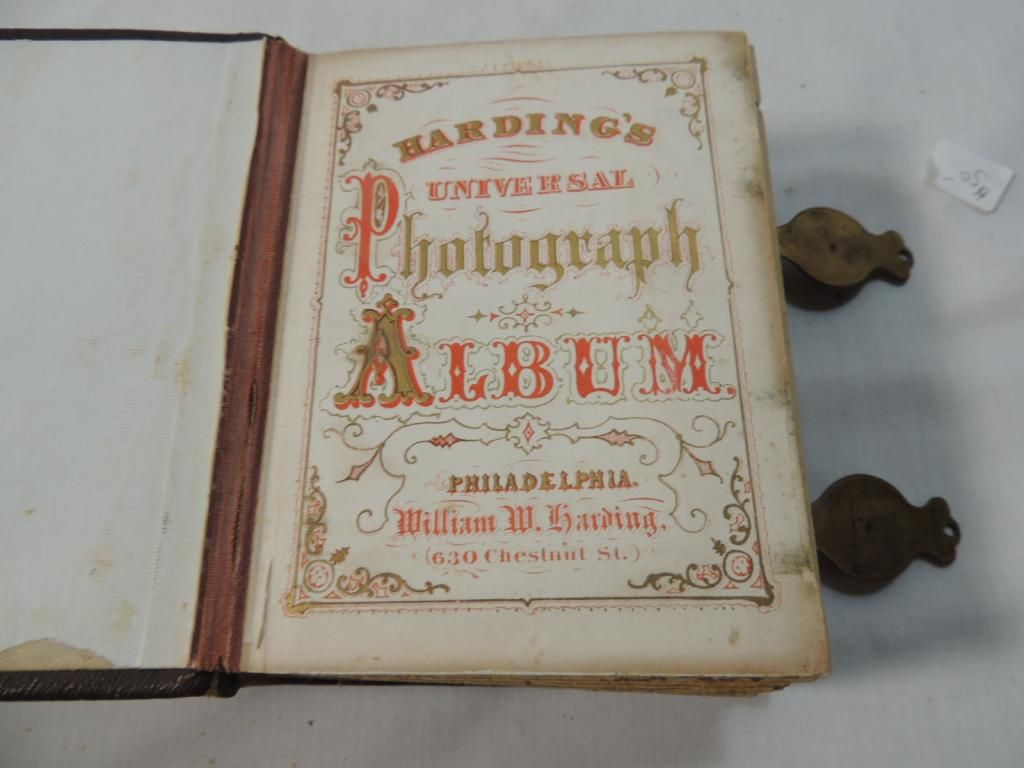 HARDING'S
UNIVERSAL
Photograph
ALBUM.
PHILADELPHIA.
William W. Harding,
(630 Chestnut St.)